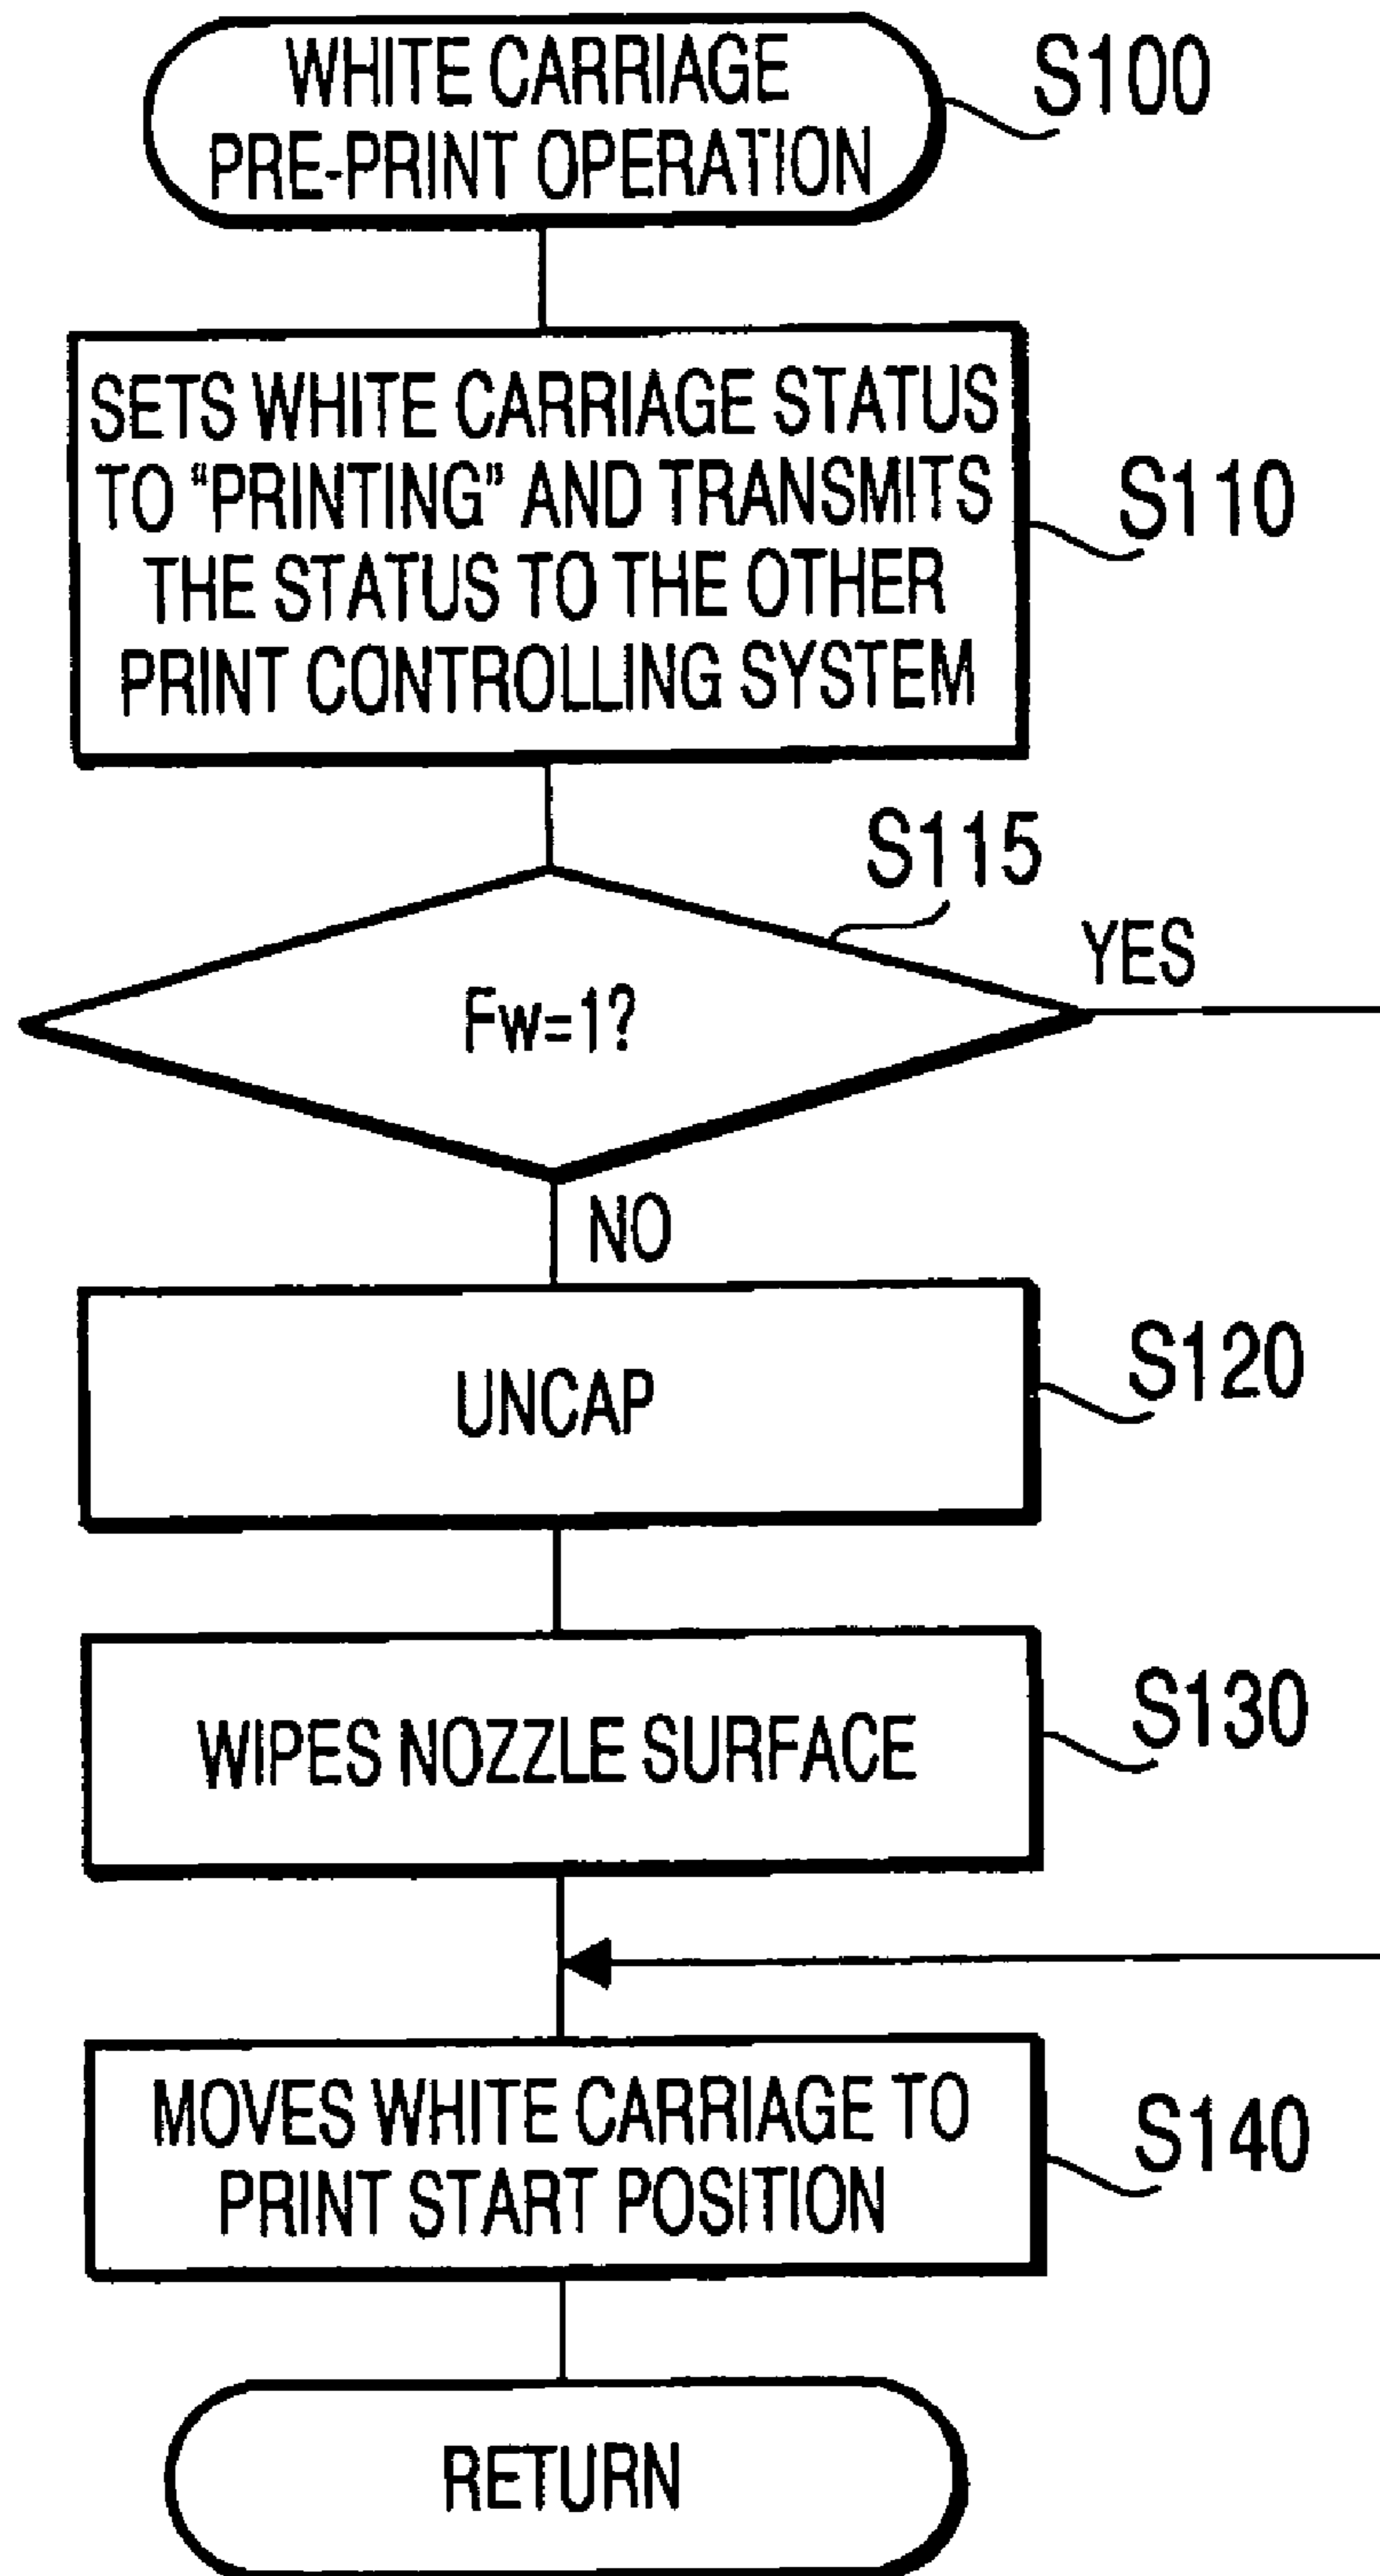 WHITE CARRIAGE
PRE-PRINT OPERATION
S100
SETS WHITE CARRIAGE STATUS
TO “PRINTING” AND TRANSMITS
THE STATUS TO THE OTHER
PRINT CONTROLLING SYSTEM
S110
S115
Fw=1?
YES
NO
UNCAP
S120
WIPES NOZZLE SURFACE
S130
MOVES WHITE CARRIAGE TO
PRINT START POSITION
S140
RETURN